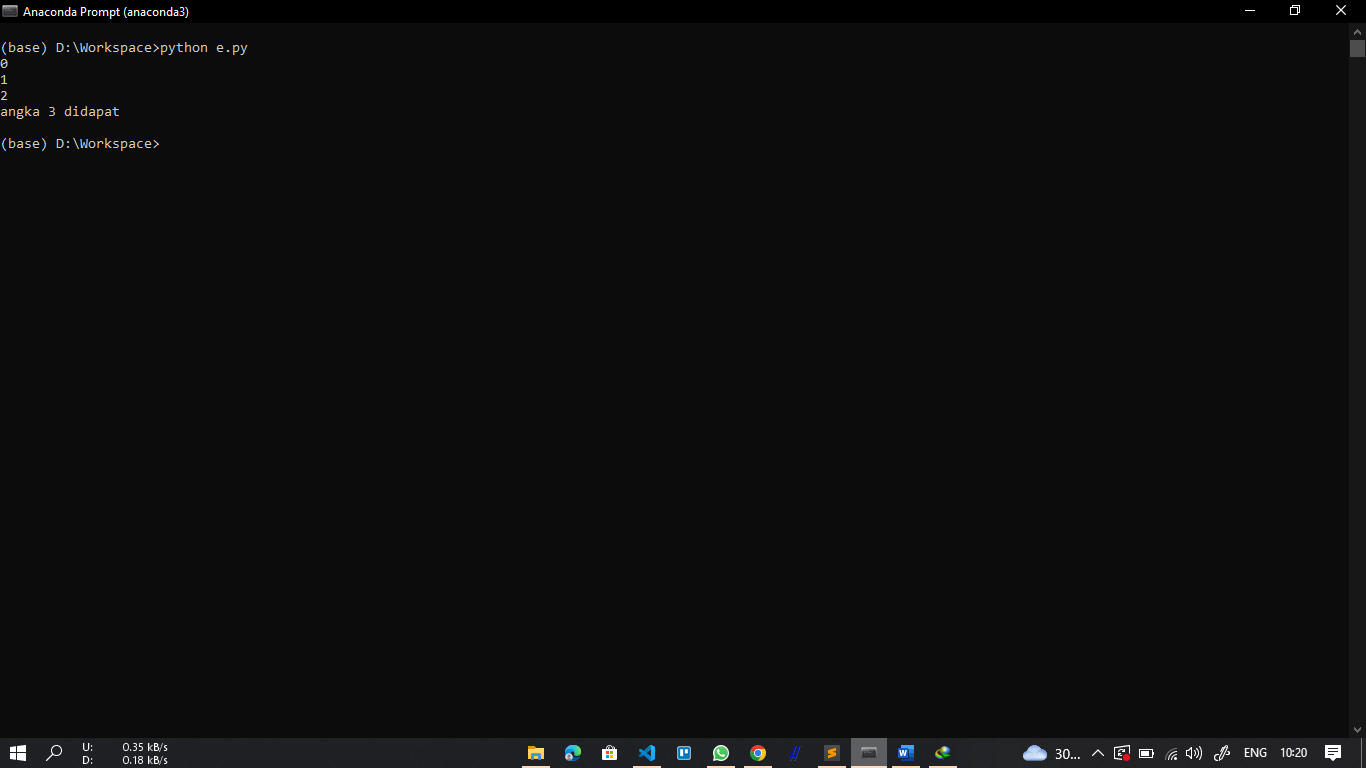 Anaconda Prompt (anaconda3)
(base) D:\Workspace>python e.py
0
1
2
angka 3 didapat
(base) D:\Workspace>
U: 0.35 kB/s
D: 0.18 kB/s
30...
ENG
10:20